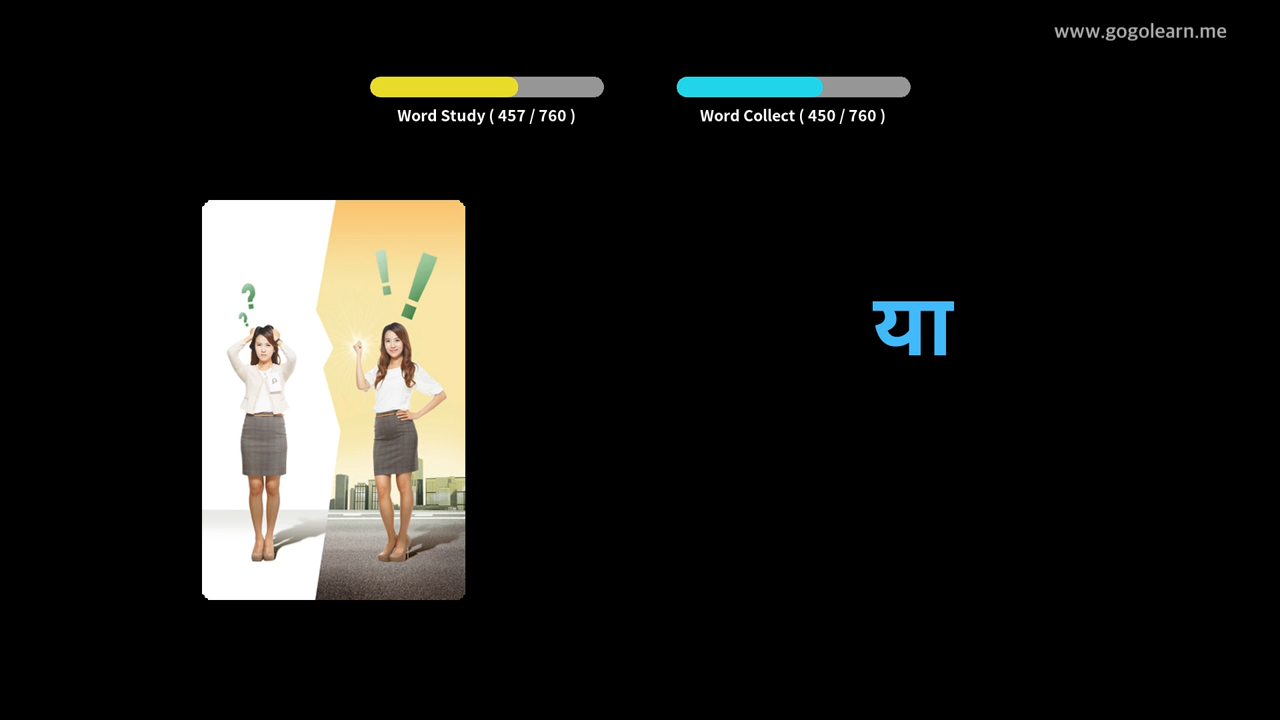 www.gogolearn.me
Word Study ( 457 / 760 )
Word Collect ( 450 / 760 )
? ?
! !
या